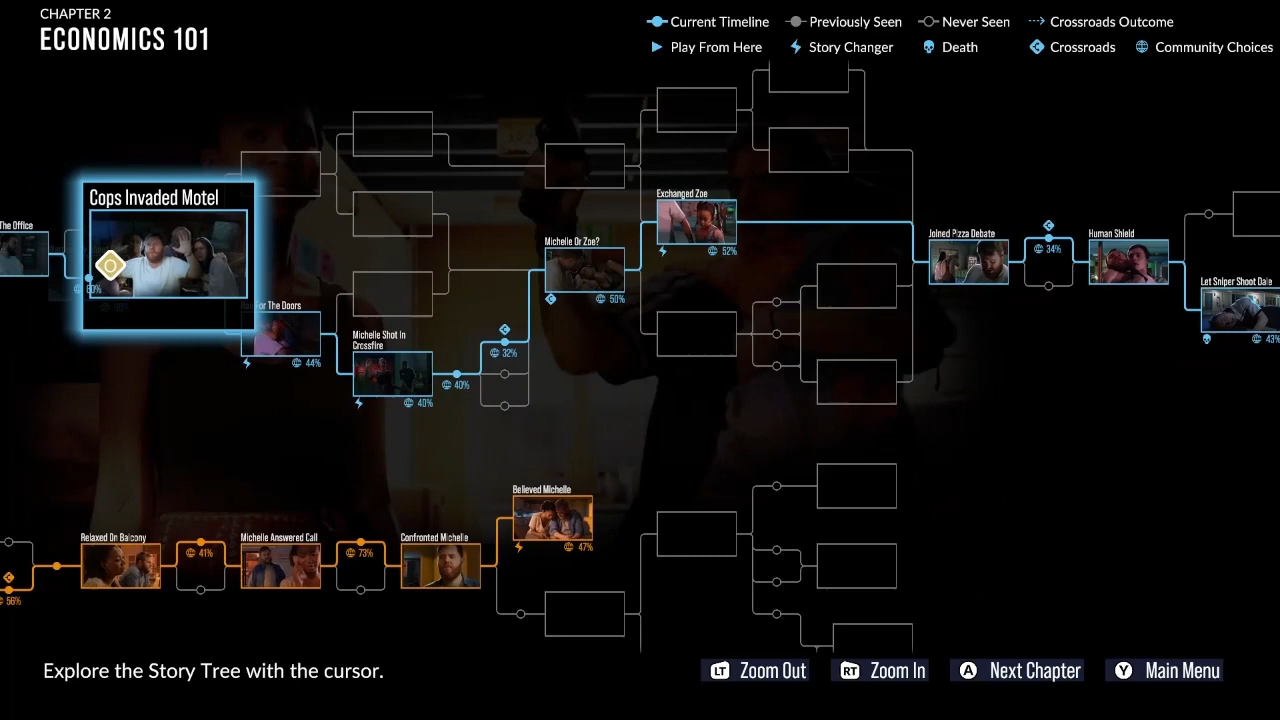 CHAPTER 2
ECONOMICS 101
Current Timeline
Previously Seen
Never Seen
Crossroads Outcome
Play From Here
Story Changer
Death
Crossroads
Community Choices
Cops Invaded Motel
The Office
80%
For The Doors
44%
Michelle Shot In
Crossfire
40%
40%
32%
Michelle Or Zoe?
50%
Exchanged Zoe
52%
Joined Pizza Debate
34%
Human Shield
Let Sniper Shoot Dale
43%
56%
Relaxed On Balcony
41%
Michelle Answered Call
73%
Confronted Michelle
Believed Michelle
47%
Explore the Story Tree with the cursor.
LT Zoom Out
RT Zoom In
A Next Chapter
Y Main Menu